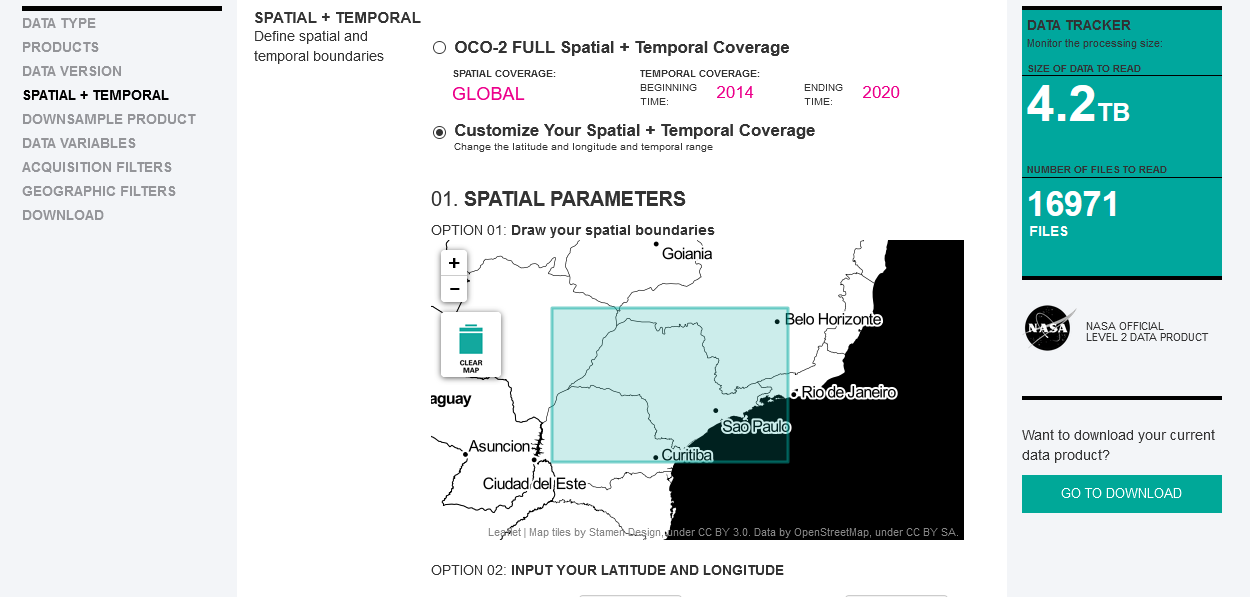 DATA TYPE
PRODUCTS
DATA VERSION
SPATIAL + TEMPORAL
DOWNSAMPLE PRODUCT
DATA VARIABLES
ACQUISITION FILTERS
GEOGRAPHIC FILTERS
DOWNLOAD
SPATIAL + TEMPORAL
Define spatial and
temporal boundaries
OCO-2 FULL Spatial + Temporal Coverage
SPATIAL COVERAGE:
GLOBAL
TEMPORAL COVERAGE:
BEGINNING
TIME:
2014
ENDING
TIME:
2020
Customize Your Spatial + Temporal Coverage
Change the latitude and longitude and temporal range
01. SPATIAL PARAMETERS
OPTION 01: Draw your spatial boundaries
+
−
CLEAR
MAP
Goiania
Belo Horizonte
Rio de Janeiro
aguay
Sao Paulo
Asuncion
Curitiba
Ciudad del Este
Leaflet | Map tiles by Stamen Design, under CC BY 3.0. Data by OpenStreetMap, under CC BY SA.
OPTION 02: INPUT YOUR LATITUDE AND LONGITUDE
DATA TRACKER
Monitor the processing size:
SIZE OF DATA TO READ
4.2TB
NUMBER OF FILES TO READ
16971
FILES
NASA
NASA OFFICIAL
LEVEL 2 DATA PRODUCT
Want to download your current
data product?
GO TO DOWNLOAD